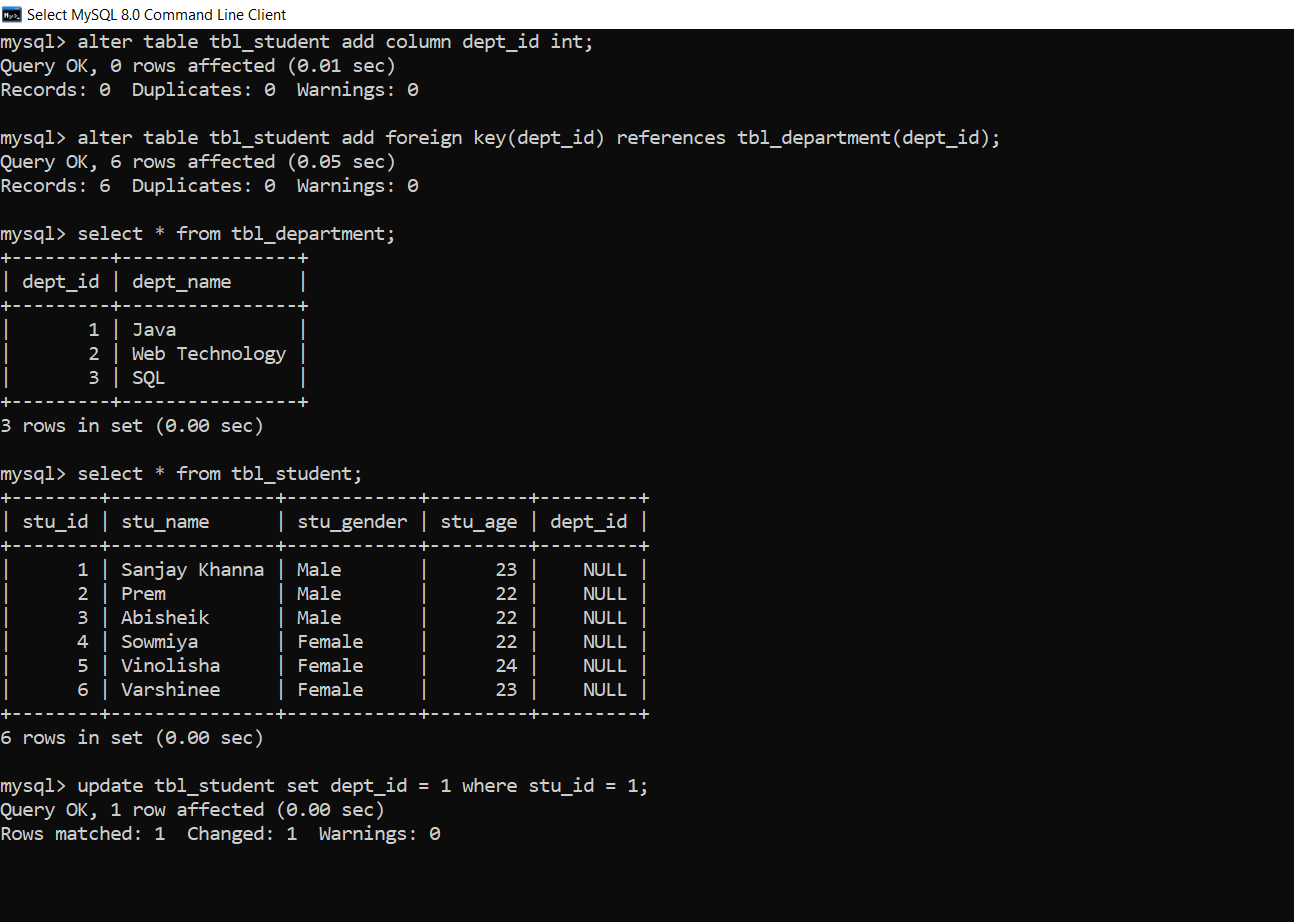 Select MySQL 8.0 Command Line Client
mysql> alter table tbl_student add column dept_id int;
Query OK, 0 rows affected (0.01 sec)
Records: 0  Duplicates: 0  Warnings: 0

mysql> alter table tbl_student add foreign key(dept_id) references tbl_department(dept_id);
Query OK, 6 rows affected (0.05 sec)
Records: 6  Duplicates: 0  Warnings: 0

mysql> select * from tbl_department;
+---------+----------------+
| dept_id | dept_name      |
+---------+----------------+
|       1 | Java           |
|       2 | Web Technology |
|       3 | SQL            |
+---------+----------------+
3 rows in set (0.00 sec)

mysql> select * from tbl_student;
+--------+---------------+------------+---------+---------+
| stu_id | stu_name      | stu_gender | stu_age | dept_id |
+--------+---------------+------------+---------+---------+
|      1 | Sanjay Khanna | Male       |      23 |    NULL |
|      2 | Prem          | Male       |      22 |    NULL |
|      3 | Abisheik      | Male       |      22 |    NULL |
|      4 | Sowmiya       | Female     |      22 |    NULL |
|      5 | Vinolisha     | Female     |      24 |    NULL |
|      6 | Varshinee     | Female     |      23 |    NULL |
+--------+---------------+------------+---------+---------+
6 rows in set (0.00 sec)

mysql> update tbl_student set dept_id = 1 where stu_id = 1;
Query OK, 1 row affected (0.00 sec)
Rows matched: 1  Changed: 1  Warnings: 0